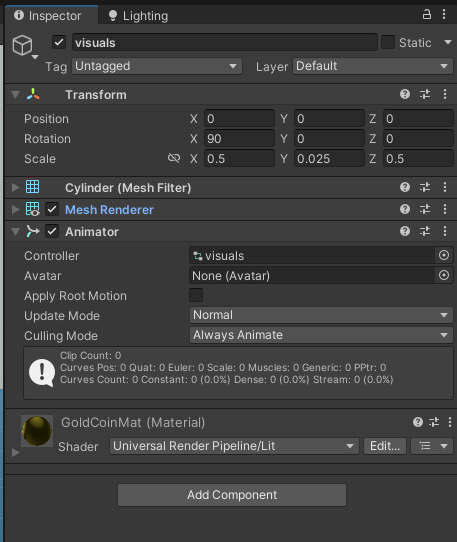 Inspector Lighting
visuals Static
Tag Untagged Layer Default
Transform
Position X 0 Y 0 Z 0
Rotation X 90 Y 0 Z 0
Scale X 0.5 Y 0.025 Z 0.5
Cylinder (Mesh Filter)
Mesh Renderer
Animator
Controller visuals
Avatar None (Avatar)
Apply Root Motion
Update Mode Normal
Culling Mode Always Animate
Clip Count: 0
Curves Pos: 0 Quat: 0 Euler: 0 Scale: 0 Muscles: 0 Generic: 0 PPtr: 0
Curves Count: 0 Constant: 0 (0.0%) Dense: 0 (0.0%) Stream: 0 (0.0%)
GoldCoinMat (Material)
Shader Universal Render Pipeline/Lit Edit...
Add Component